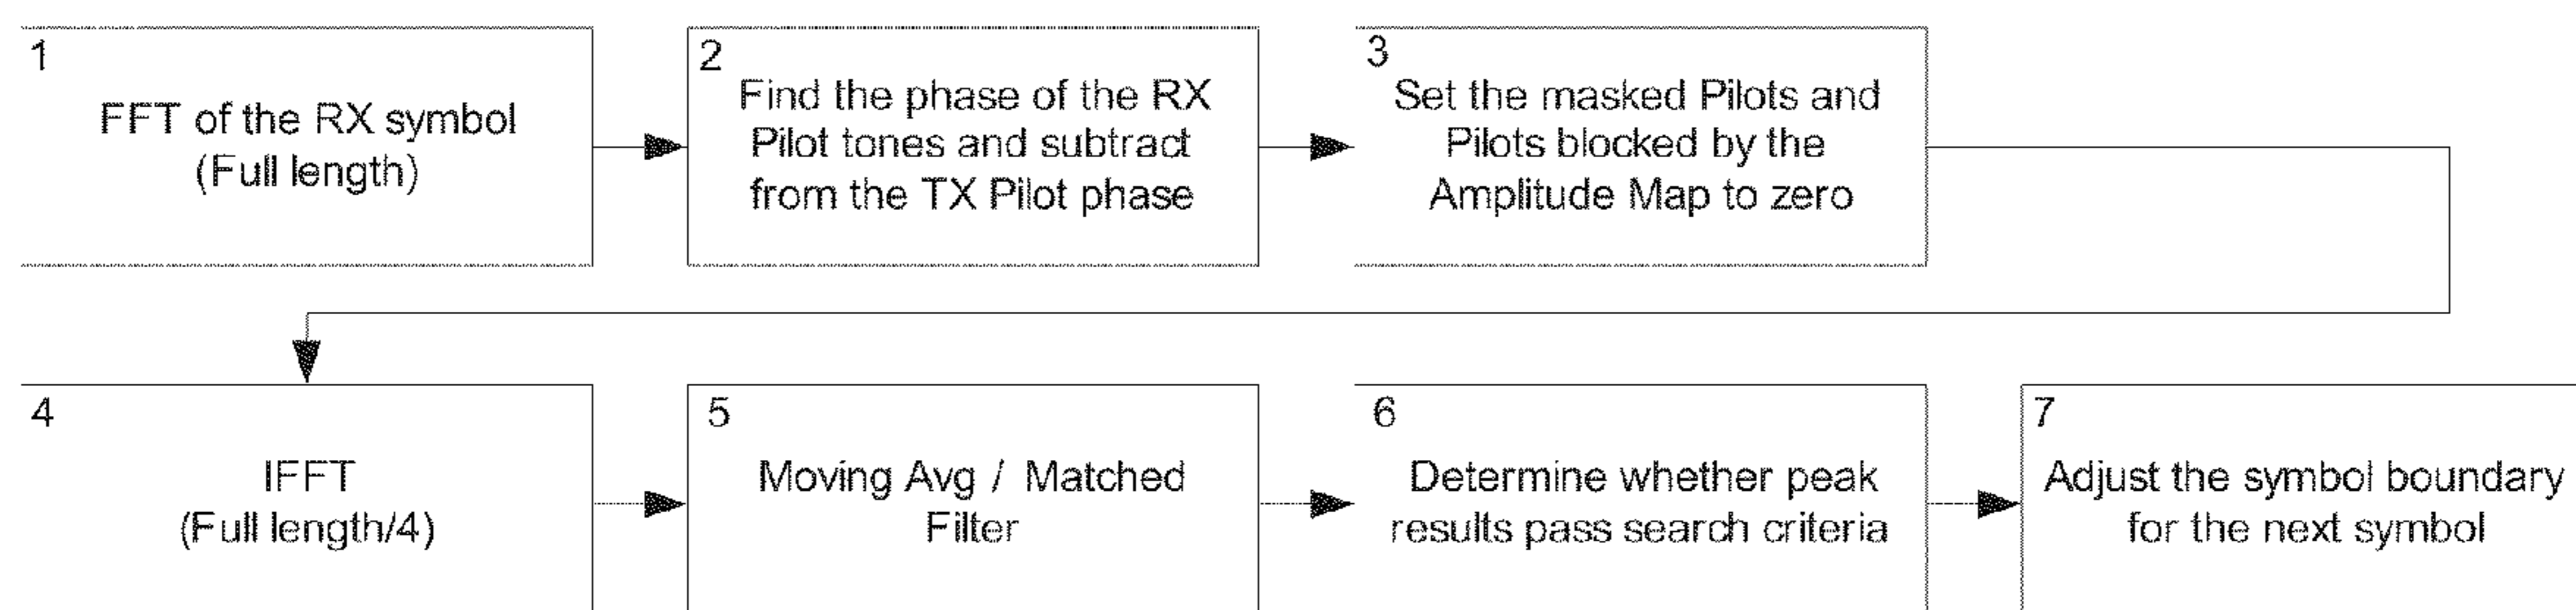 1
FFT of the RX symbol
(Full length)
2
Find the phase of the RX
Pilot tones and subtract
from the TX Pilot phase
3
Set the masked Pilots and
Pilots blocked by the
Amplitude Map to zero
4
IFFT
(Full length/4)
5
Moving Avg / Matched
Filter
6
Determine whether peak
results pass search criteria
7
Adjust the symbol boundary
for the next symbol